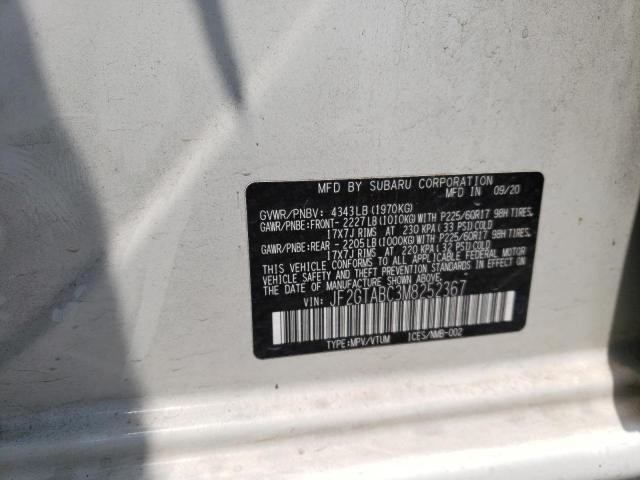 MFD BY SUBARU CORPORATION
MFD IN 09/20
GVWR/PNBV: 4343LB(1970KG)
GAWR/PNBE:FRONT- 2227LB(1010KG)WITH P225/60R17 98H TIRES,
17X7J RIMS AT 230 KPA(33 PSI)COLD
GAWR/PNBE:REAR - 2205LB(1000KG)WITH P225/60R17 98H TIRES,
17X7J RIMS AT 220 KPA(32 PSI)COLD
THIS VEHICLE CONFORMS TO ALL APPLICABLE FEDERAL MOTOR
VEHICLE SAFETY AND BUMPER STANDARDS IN EFFECT ON
THE DATE OF MANUFACTURE SHOWN ABOVE.
VIN: JF2GTABC3M8252367
TYPE:MPV/VTUM ICES/NMB-002